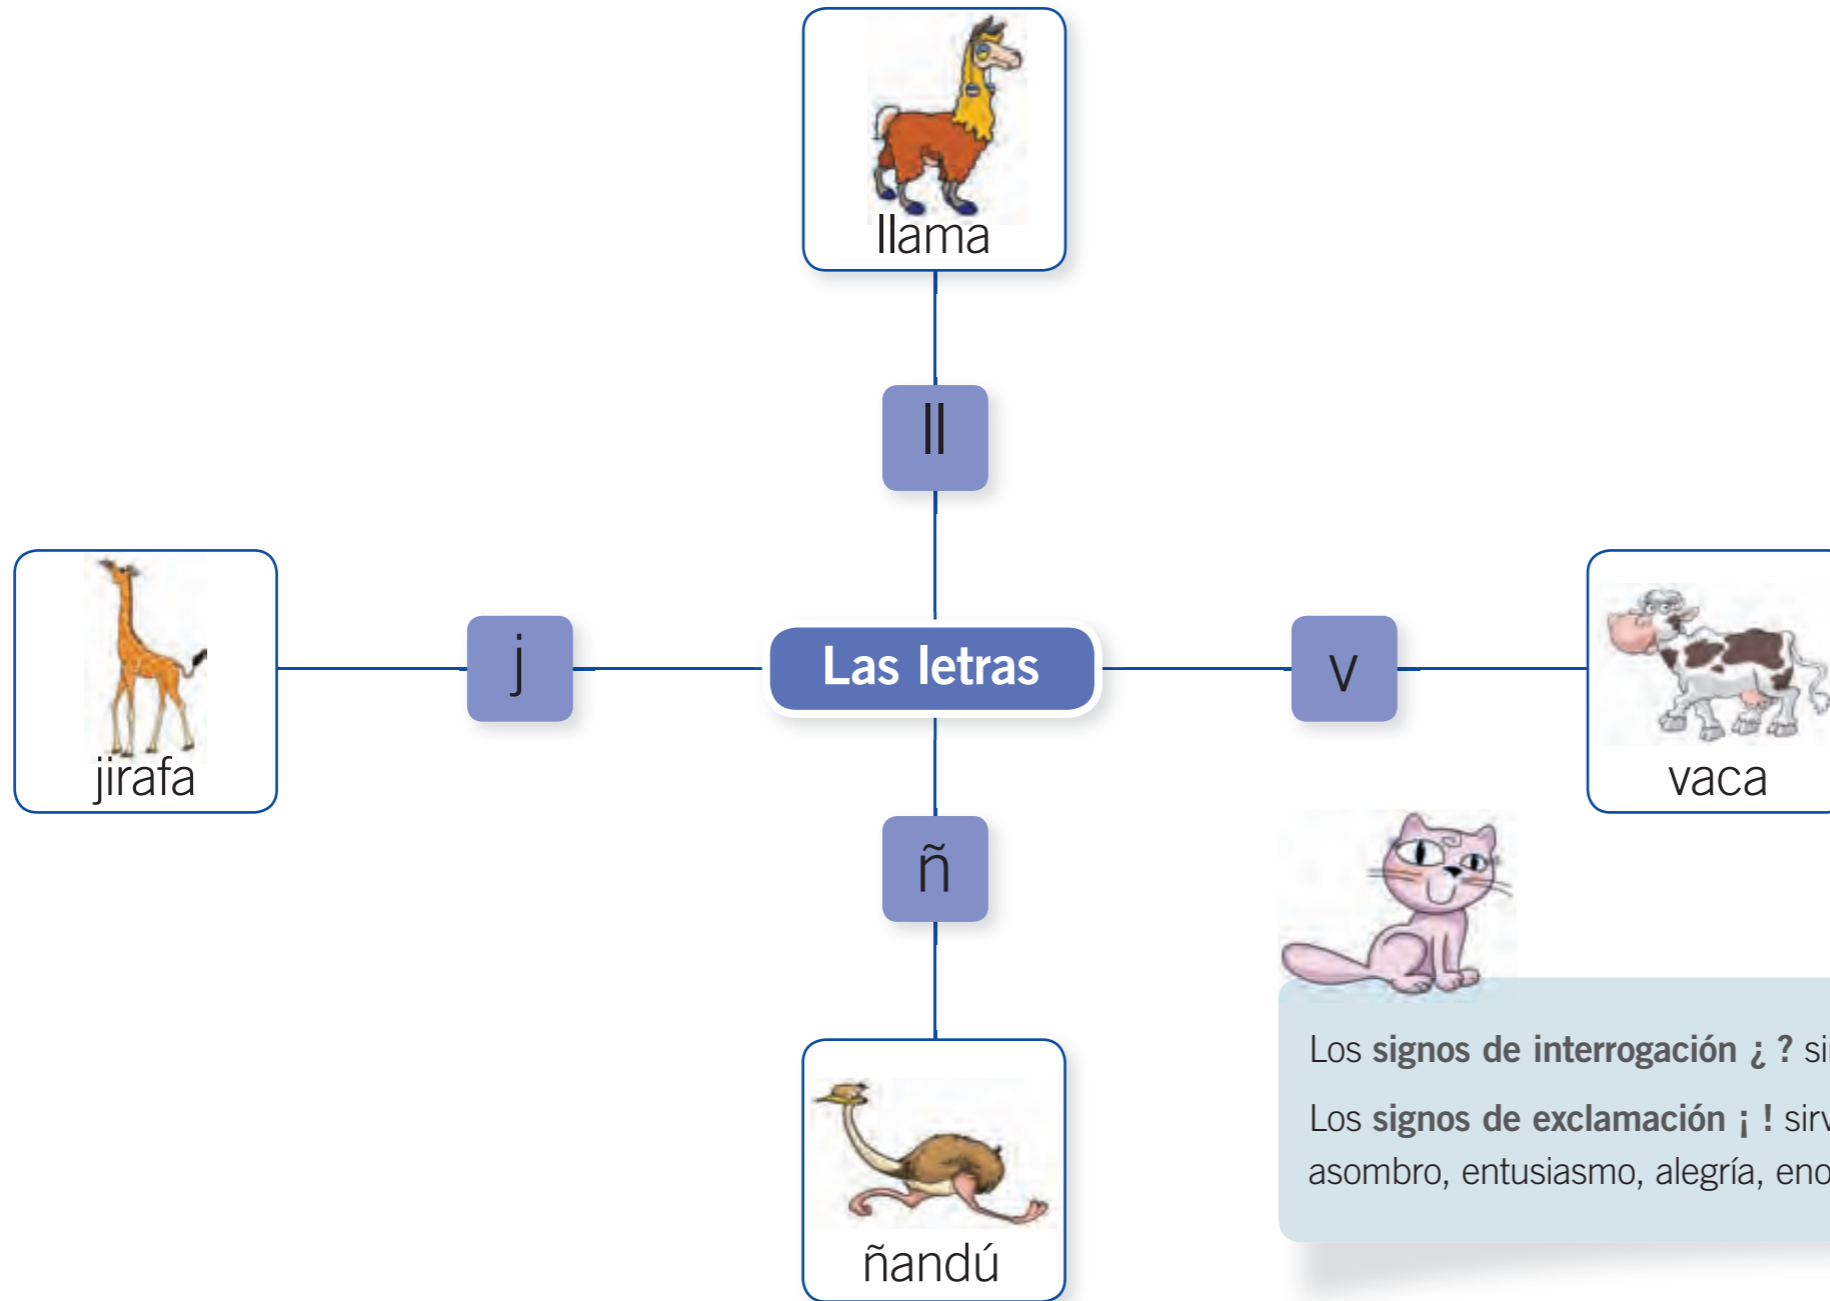 llama
ll
j
Las letras
v
jirafa
vaca
ñ
Los signos de interrogación ¿ ?
Los signos de exclamación ¡ !
asombro, entusiasmo, alegría,
ñandú